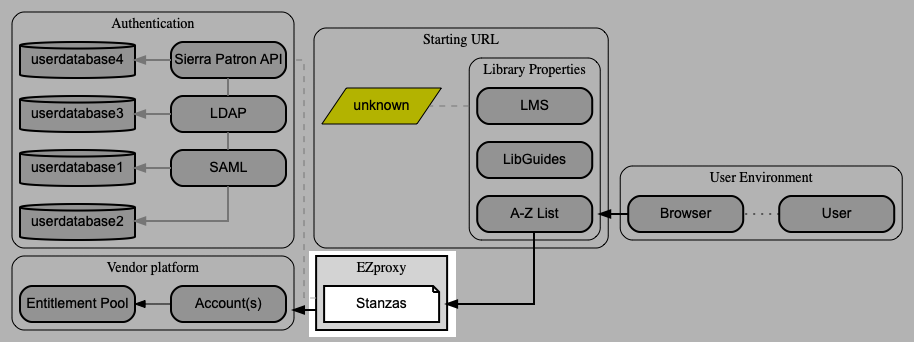 Authentication
userdatabase4
Sierra Patron API
userdatabase3
LDAP
userdatabase1
SAML
userdatabase2
Starting URL
unknown
Library Properties
LMS
LibGuides
A-Z List
User Environment
Browser
User
Vendor platform
Entitlement Pool
Account(s)
EZproxy
Stanzas